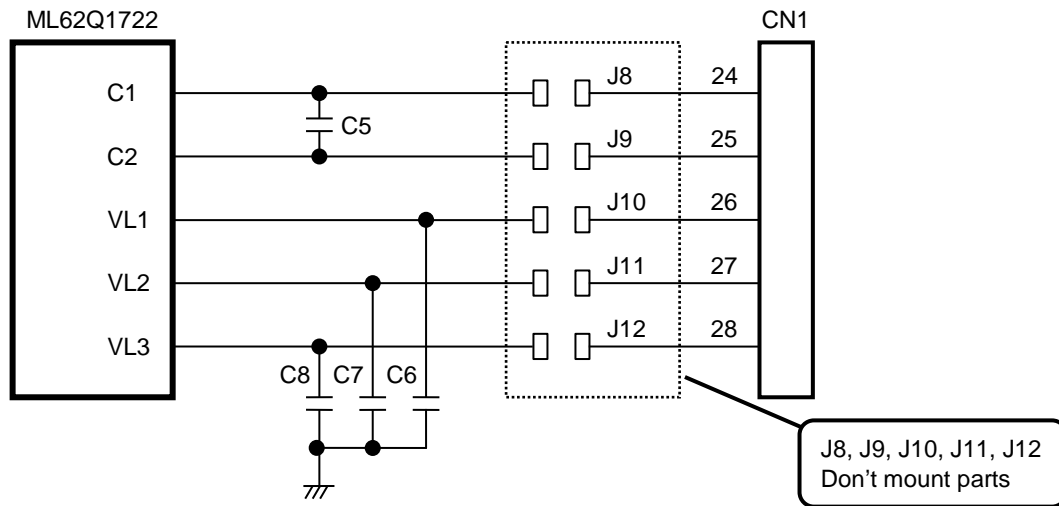 ML62Q1722
CN1
C1
J8
24
C5
C2
J9
25
VL1
J10
26
VL2
J11
27
VL3
J12
28
C8
C7
C6
J8, J9, J10, J11, J12
Don't mount parts